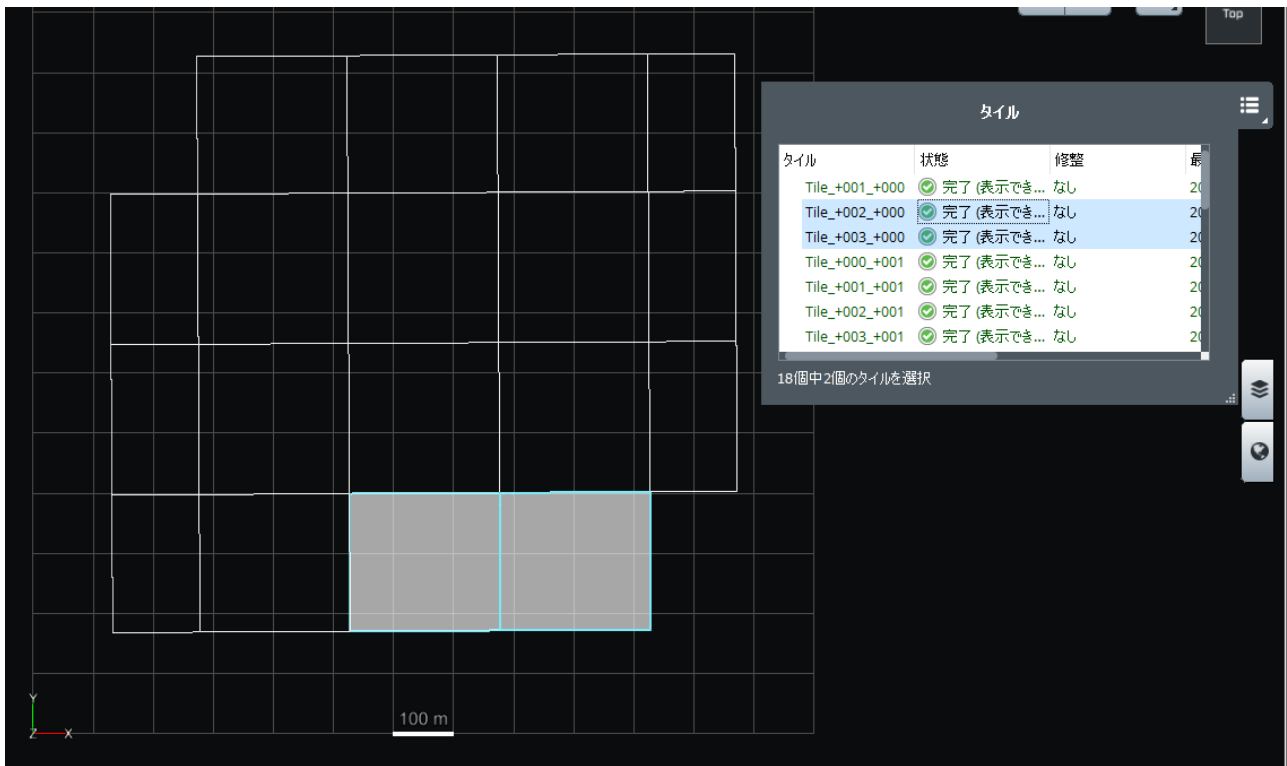 Top
タイル
タイル 状態 修整 最
Tile_+001_+000 完了 (表示でき... なし 20
Tile_+002_+000 完了 (表示でき... なし 20
Tile_+003_+000 完了 (表示でき... なし 20
Tile_+000_+001 完了 (表示でき... なし 20
Tile_+001_+001 完了 (表示でき... なし 20
Tile_+002_+001 完了 (表示でき... なし 20
Tile_+003_+001 完了 (表示でき... なし 20
18個中2個のタイルを選択
100 m
Y
Z X